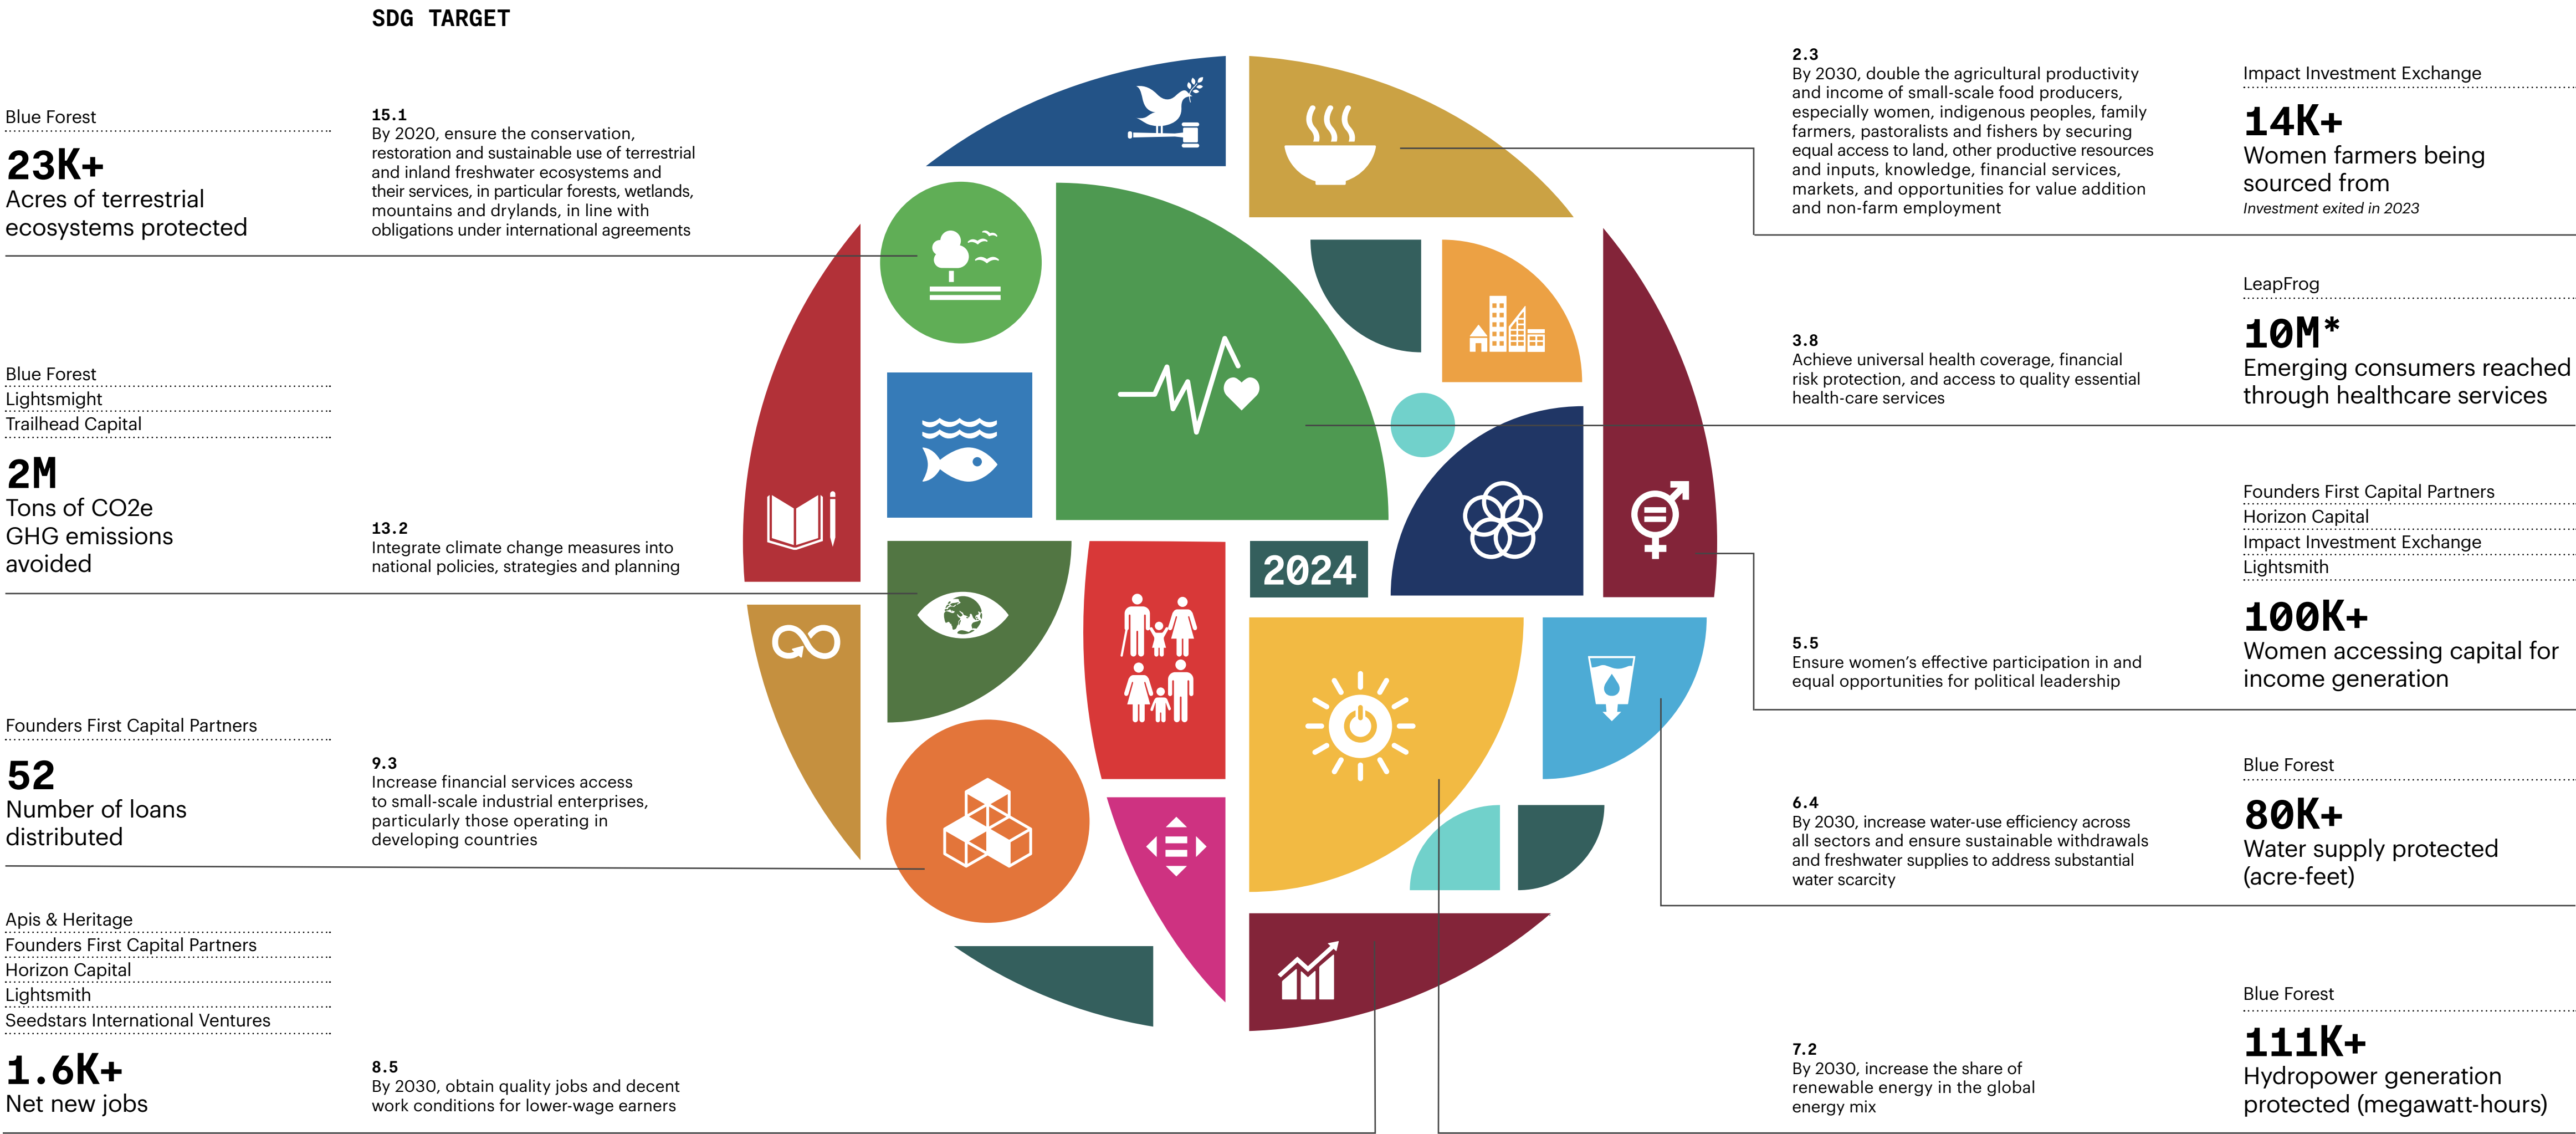 SDG TARGET
Blue Forest
23K+
Acres of terrestrial
ecosystems protected
15.1
By 2020, ensure the conservation,
restoration and sustainable use of terrestrial
and inland freshwater ecosystems and
their services, in particular forests, wetlands,
mountains and drylands, in line with
obligations under international agreements
Blue Forest
Lightsmight
Trailhead Capital
2M
Tons of CO2e
GHG emissions
avoided
13.2
Integrate climate change measures into
national policies, strategies and planning
Founders First Capital Partners
52
Number of loans
distributed
9.3
Increase financial services access
to small-scale industrial enterprises,
particularly those operating in
developing countries
Apis & Heritage
Founders First Capital Partners
Horizon Capital
Lightsmith
Seedstars International Ventures
1.6K+
Net new jobs
8.5
By 2030, obtain quality jobs and decent
work conditions for lower-wage earners
2024
2.3
By 2030, double the agricultural productivity
and income of small-scale food producers,
especially women, indigenous peoples, family
farmers, pastoralists and fishers by securing
equal access to land, other productive resources
and inputs, knowledge, financial services,
markets, and opportunities for value addition
and non-farm employment
Impact Investment Exchange
14K+
Women farmers being
sourced from
Investment exited in 2023
3.8
Achieve universal health coverage, financial
risk protection, and access to quality essential
health-care services
LeapFrog
10M*
Emerging consumers reached
through healthcare services
5.5
Ensure women's effective participation in and
equal opportunities for political leadership
Founders First Capital Partners
Horizon Capital
Impact Investment Exchange
Lightsmith
100K+
Women accessing capital for
income generation
6.4
By 2030, increase water-use efficiency across
all sectors and ensure sustainable withdrawals
and freshwater supplies to address substantial
water scarcity
Blue Forest
80K+
Water supply protected
(acre-feet)
7.2
By 2030, increase the share of
renewable energy in the global
energy mix
Blue Forest
111K+
Hydropower generation
protected (megawatt-hours)